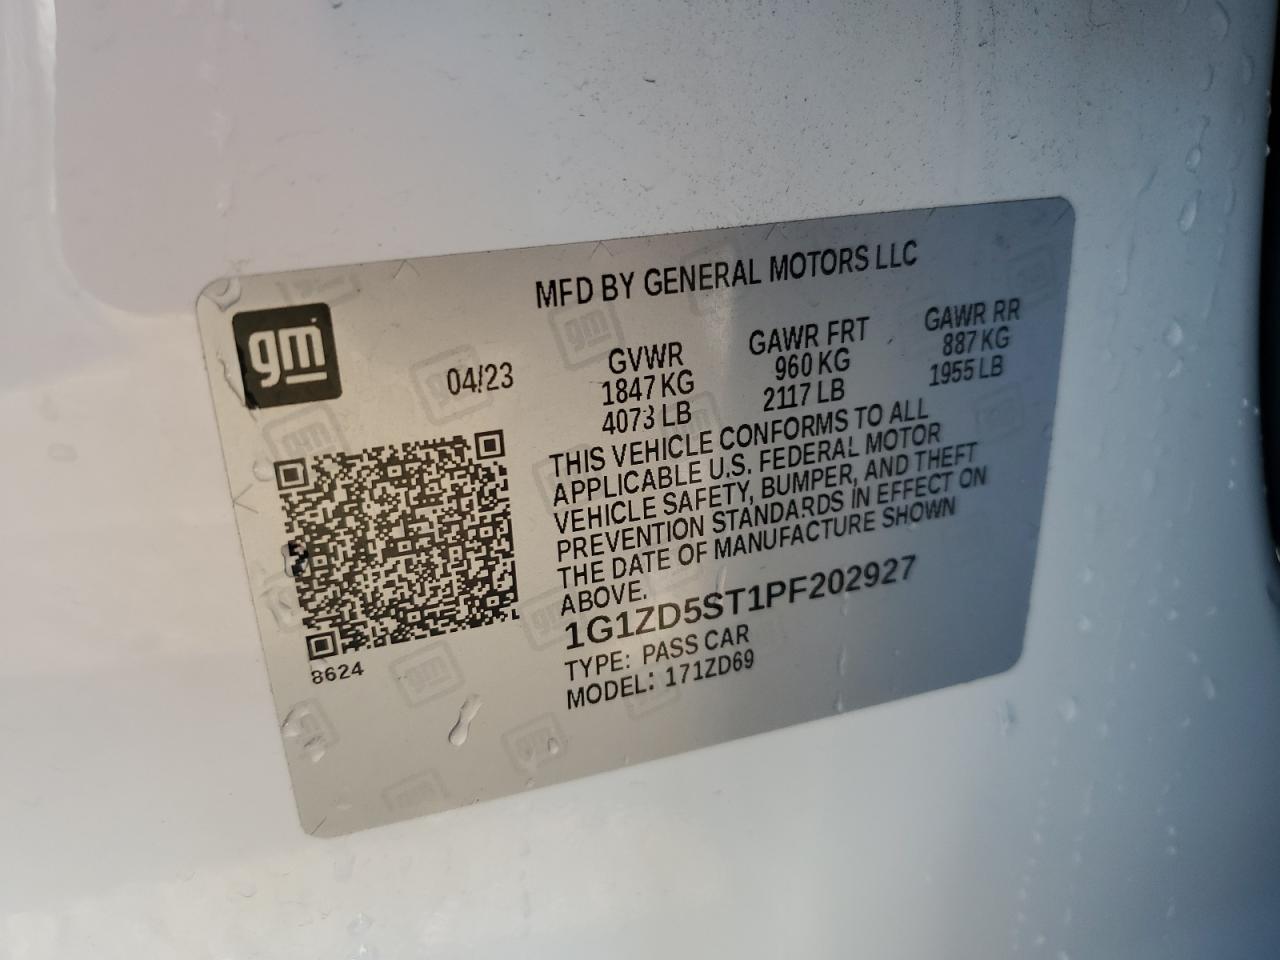 MFD BY GENERAL MOTORS LLC
gm
04/23
GVWR GAWR FRT GAWR RR
1847 KG 960 KG 887 KG
4073 LB 2117 LB 1955 LB
THIS VEHICLE CONFORMS TO ALL
APPLICABLE U.S. FEDERAL MOTOR
VEHICLE SAFETY, BUMPER, AND THEFT
PREVENTION STANDARDS IN EFFECT ON
THE DATE OF MANUFACTURE SHOWN
ABOVE.
1G1ZD5ST1PF202927
TYPE: PASS CAR
MODEL: 171ZD69
8624